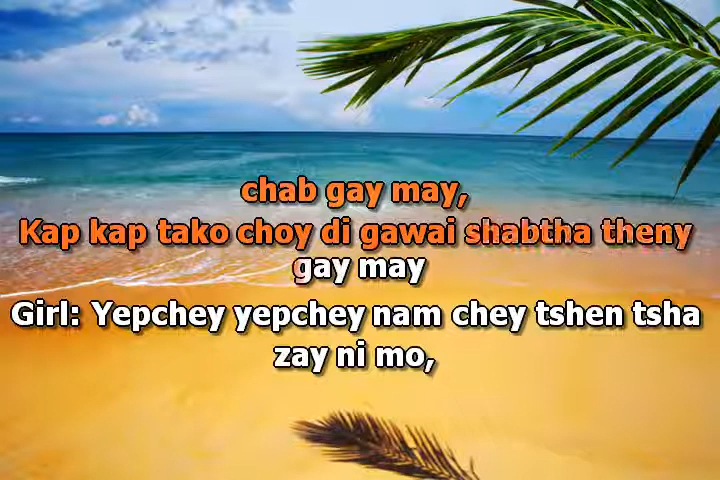 chab gay may,
Kap kap tako choy di gawai shabtha theny
gay may
Girl: Yepchey yepchey nam chey tshen tsha
zay ni mo,